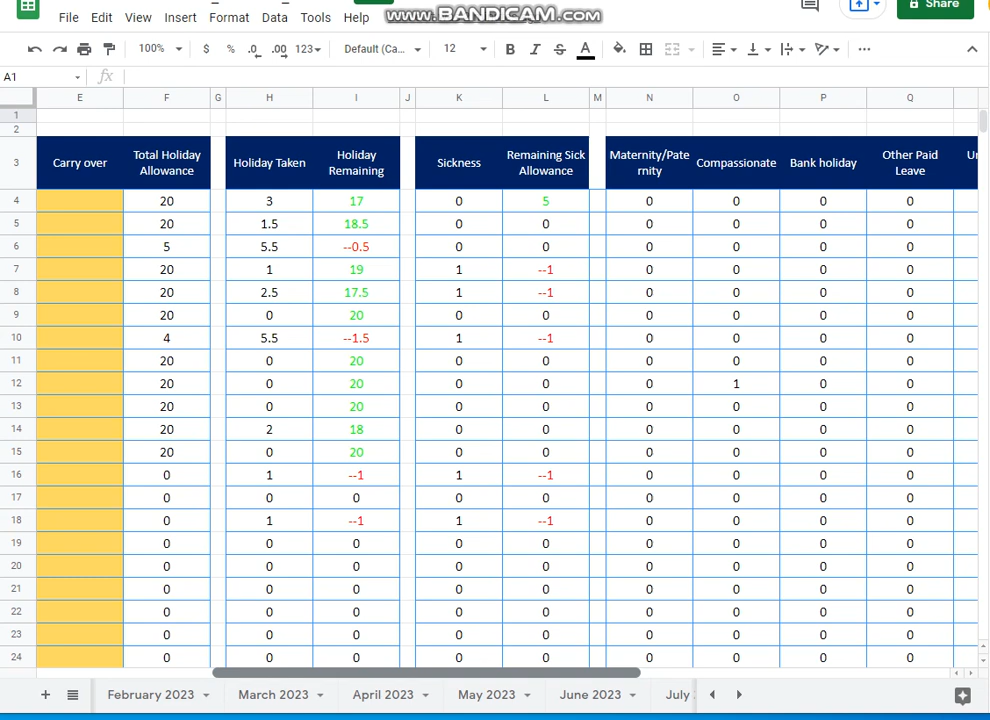 www.BANDICAM.com
Share
File Edit View Insert Format Data Tools Help
100% $ % .0 .00 123 Default (Ca... 12 B I S A
A1 fx
E F G H I J K L M N O P Q
1
2
3 Carry over Total Holiday Allowance Holiday Taken Holiday Remaining Sickness Remaining Sick Allowance Maternity/Pate rnity Compassionate Bank holiday Other Paid Leave
4 20 3 17 0 5 0 0 0 0
5 20 1.5 18.5 0 0 0 0 0 0
6 5 5.5 --0.5 0 0 0 0 0 0
7 20 1 19 1 --1 0 0 0 0
8 20 2.5 17.5 1 --1 0 0 0 0
9 20 0 20 0 0 0 0 0 0
10 4 5.5 --1.5 1 --1 0 0 0 0
11 20 0 20 0 0 0 0 0 0
12 20 0 20 0 0 0 1 0 0
13 20 0 20 0 0 0 0 0 0
14 20 2 18 0 0 0 0 0 0
15 20 0 20 0 0 0 0 0 0
16 0 1 --1 1 --1 0 0 0 0
17 0 0 0 0 0 0 0 0 0
18 0 1 --1 1 --1 0 0 0 0
19 0 0 0 0 0 0 0 0 0
20 0 0 0 0 0 0 0 0 0
21 0 0 0 0 0 0 0 0 0
22 0 0 0 0 0 0 0 0 0
23 0 0 0 0 0 0 0 0 0
24 0 0 0 0 0 0 0 0 0
February 2023 March 2023 April 2023 May 2023 June 2023 July